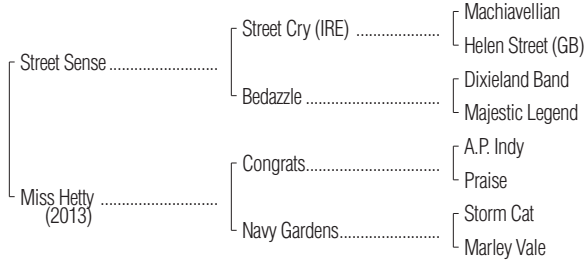 Machiavellian
Street Cry (IRE) ....................
Helen Street (GB)
Street Sense ..........................
Dixieland Band
Bedazzle ................................
Majestic Legend
A.P. Indy
Congrats................................
Praise
Miss Hetty ............................
(2013)
Storm Cat
Navy Gardens........................
Marley Vale